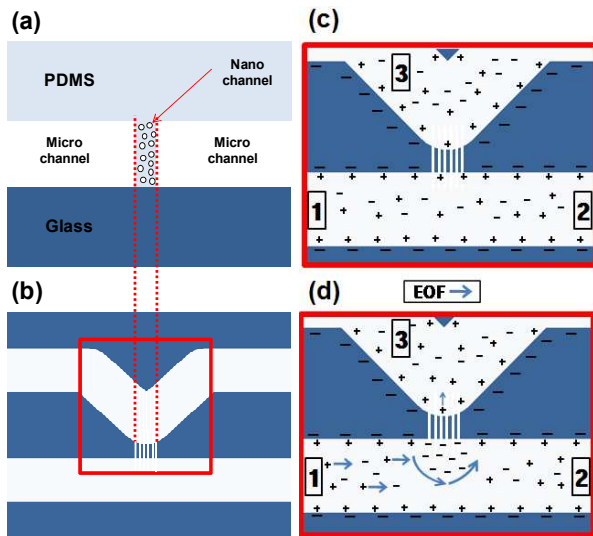 (a)
PDMS
Nano
channel
Micro
channel
Micro
channel
Glass
(b)
(c)
3
1
2
(d)
EOF
3
1
2